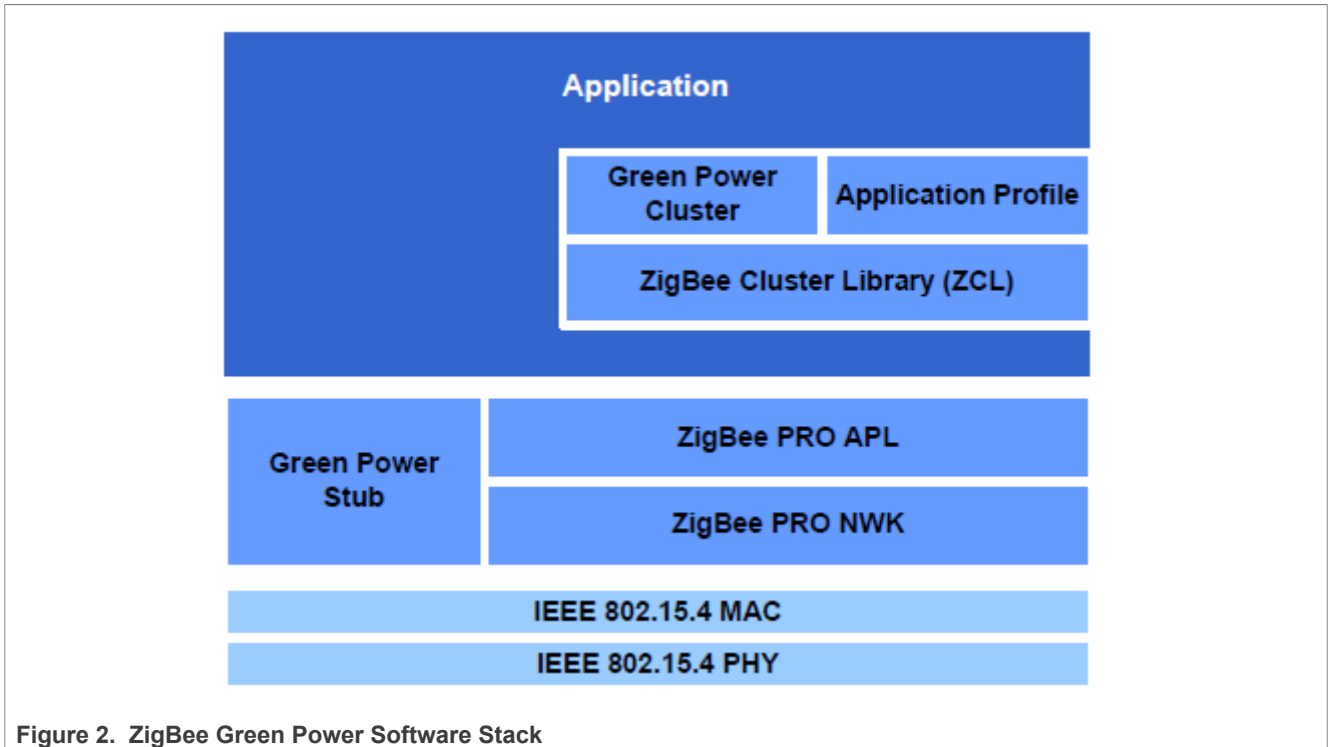 Application
Green Power
Cluster
Application Profile
ZigBee Cluster Library (ZCL)
Green Power
Stub
ZigBee PRO APL
ZigBee PRO NWK
IEEE 802.15.4 MAC
IEEE 802.15.4 PHY
Figure 2. ZigBee Green Power Software Stack